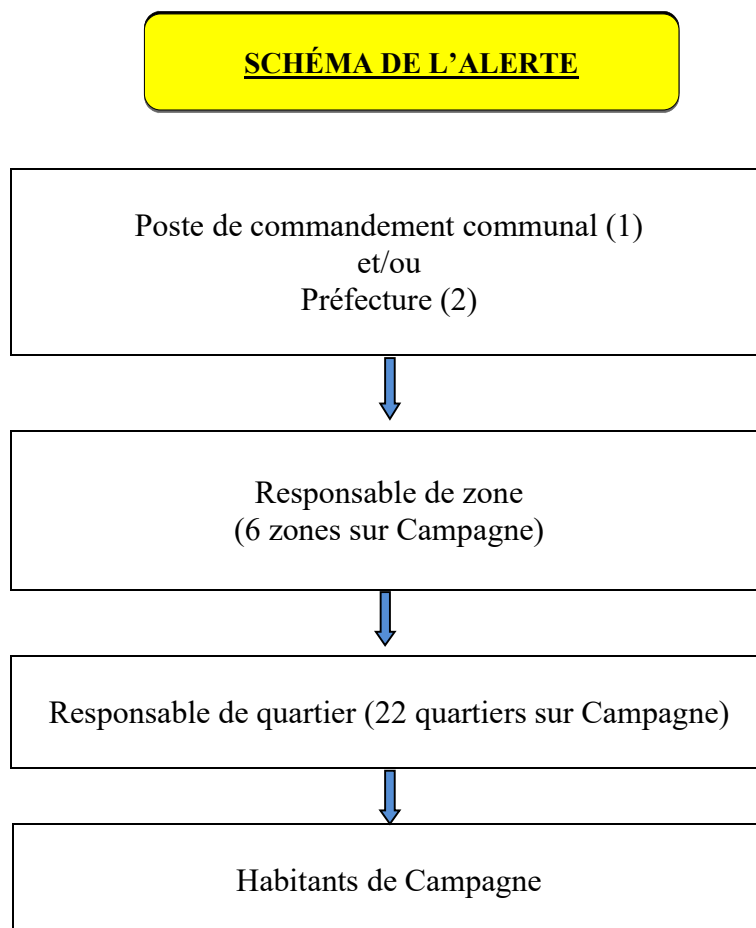 SCHÉMA DE L’ALERTE
Poste de commandement communal (1)
et/ou
Préfecture (2)
Responsable de zone
(6 zones sur Campagne)
Responsable de quartier (22 quartiers sur Campagne)
Habitants de Campagne